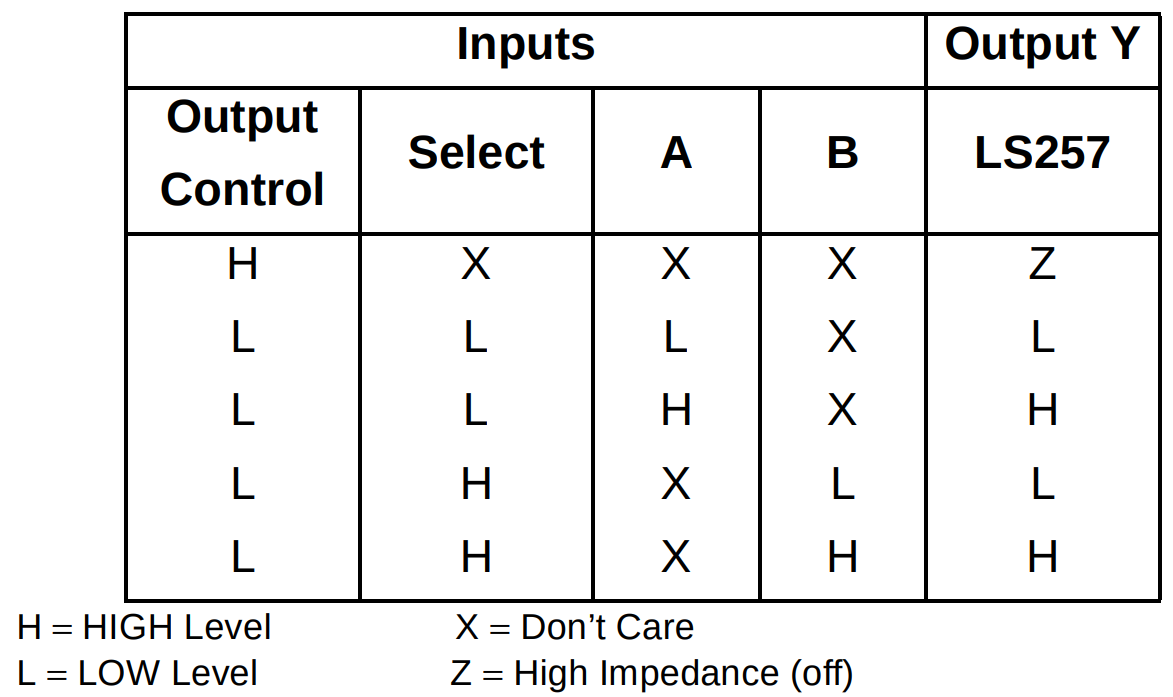 Inputs Output Y
Output Control Select A B LS257
H X X X Z
L L L X L
L L H X H
L H X L L
L H X H H
H = HIGH Level X = Don’t Care
L = LOW Level Z = High Impedance (off)